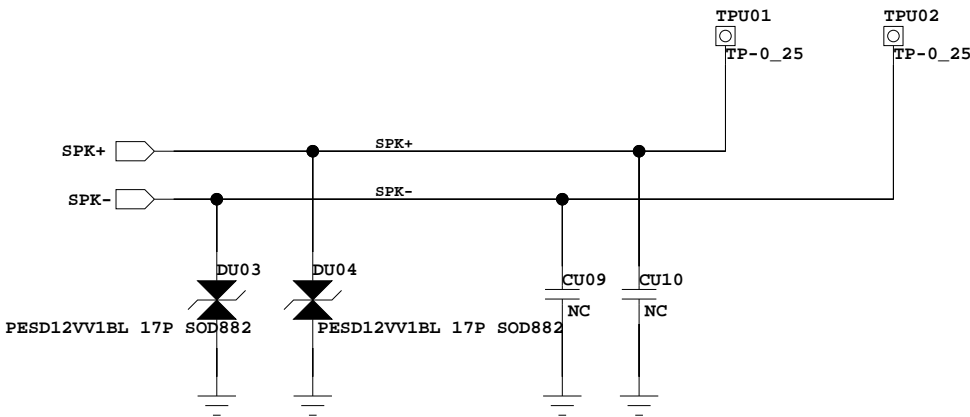 TPU01
TPU02
TP-0_25
TP-0_25
SPK+
SPK+
SPK-
SPK-
DU03
DU04
CU09
CU10
NC
NC
PESD12VV1BL 17P SOD882
PESD12VV1BL 17P SOD882